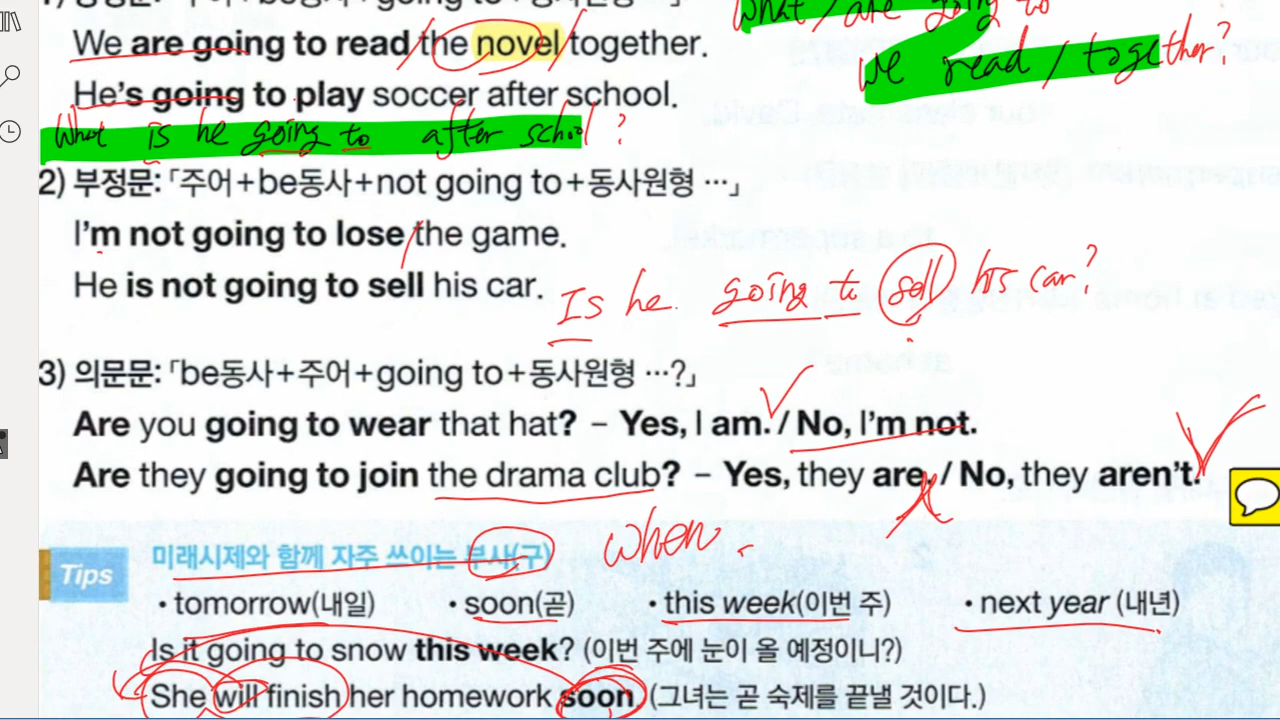 What / are going to
We are going to read the novel together.
we read / together?
He's going to play soccer after school.
What is he going to after school ?
2) 부정문: 「주어+be동사+not going to+동사원형 …」
I'm not going to lose the game.
He is not going to sell his car.
Is he going to sell his car?
3) 의문문: 「be동사+주어+going to+동사원형 …?」
Are you going to wear that hat? – Yes, I am. / No, I'm not.
Are they going to join the drama club? – Yes, they are. / No, they aren't.
when
Tips
미래시제와 함께 자주 쓰이는 부사(구)
• tomorrow(내일) • soon(곧) • this week(이번 주) • next year (내년)
Is it going to snow this week? (이번 주에 눈이 올 예정이니?)
She will finish her homework soon. (그녀는 곧 숙제를 끝낼 것이다.)